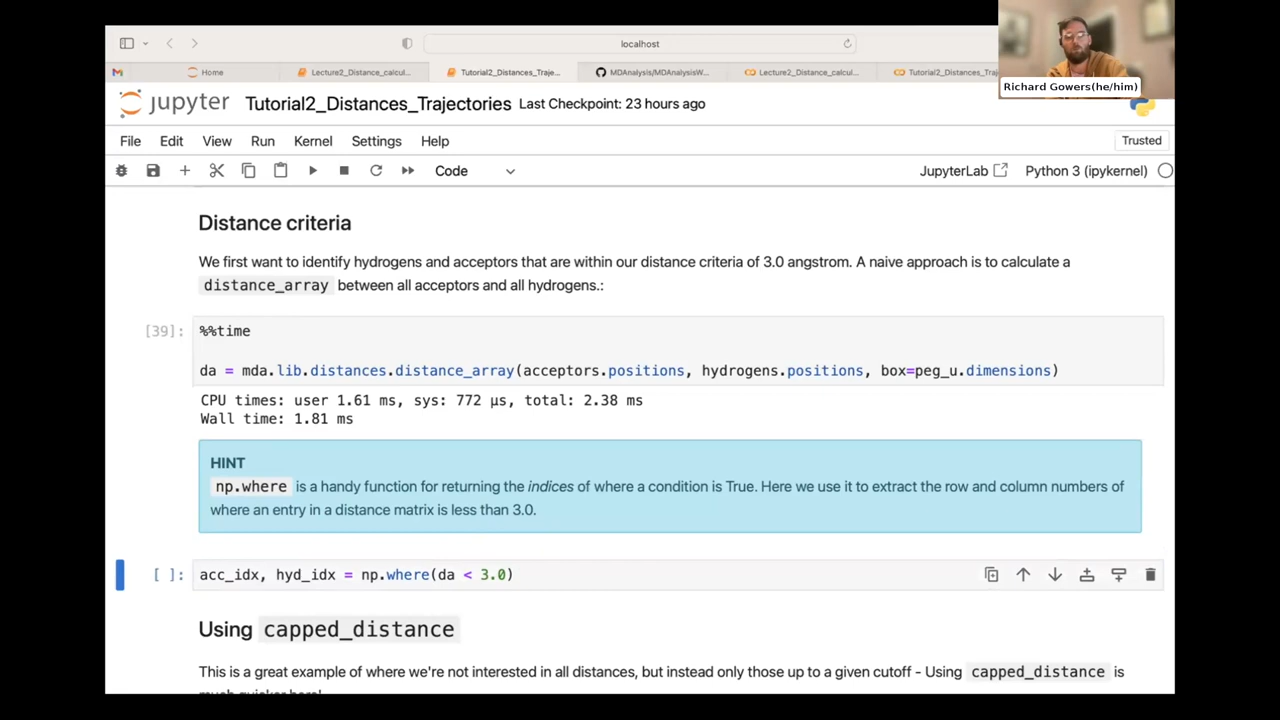 localhost
Home
Lecture2_Distance_calcul...
Tutorial2_Distances_Traje...
MDAnalysis/MDAnalysisW...
Lecture2_Distance_calcul...
Tutorial2_Distances_Tra
Richard Gowers(he/him)
jupyter Tutorial2_Distances_Trajectories Last Checkpoint: 23 hours ago
File Edit View Run Kernel Settings Help Trusted
Code JupyterLab Python 3 (ipykernel)
Distance criteria
We first want to identify hydrogens and acceptors that are within our distance criteria of 3.0 angstrom. A naive approach is to calculate a
distance_array between all acceptors and all hydrogens.:
[39]: %%time
da = mda.lib.distances.distance_array(acceptors.positions, hydrogens.positions, box=peg_u.dimensions)
CPU times: user 1.61 ms, sys: 772 µs, total: 2.38 ms
Wall time: 1.81 ms
HINT
np.where is a handy function for returning the indices of where a condition is True. Here we use it to extract the row and column numbers of
where an entry in a distance matrix is less than 3.0.
[ ]: acc_idx, hyd_idx = np.where(da < 3.0)
Using capped_distance
This is a great example of where we're not interested in all distances, but instead only those up to a given cutoff - Using capped_distance is
much quicker here!